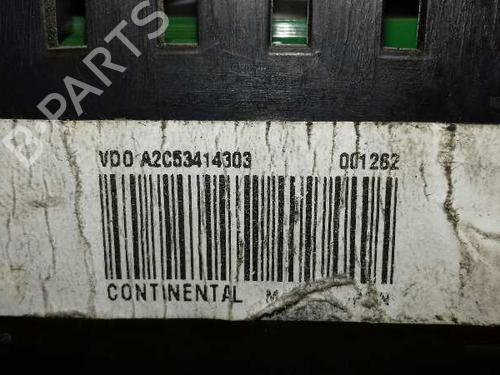 B-PARTS
VDO A2C53414303 001262
CONTINENTAL